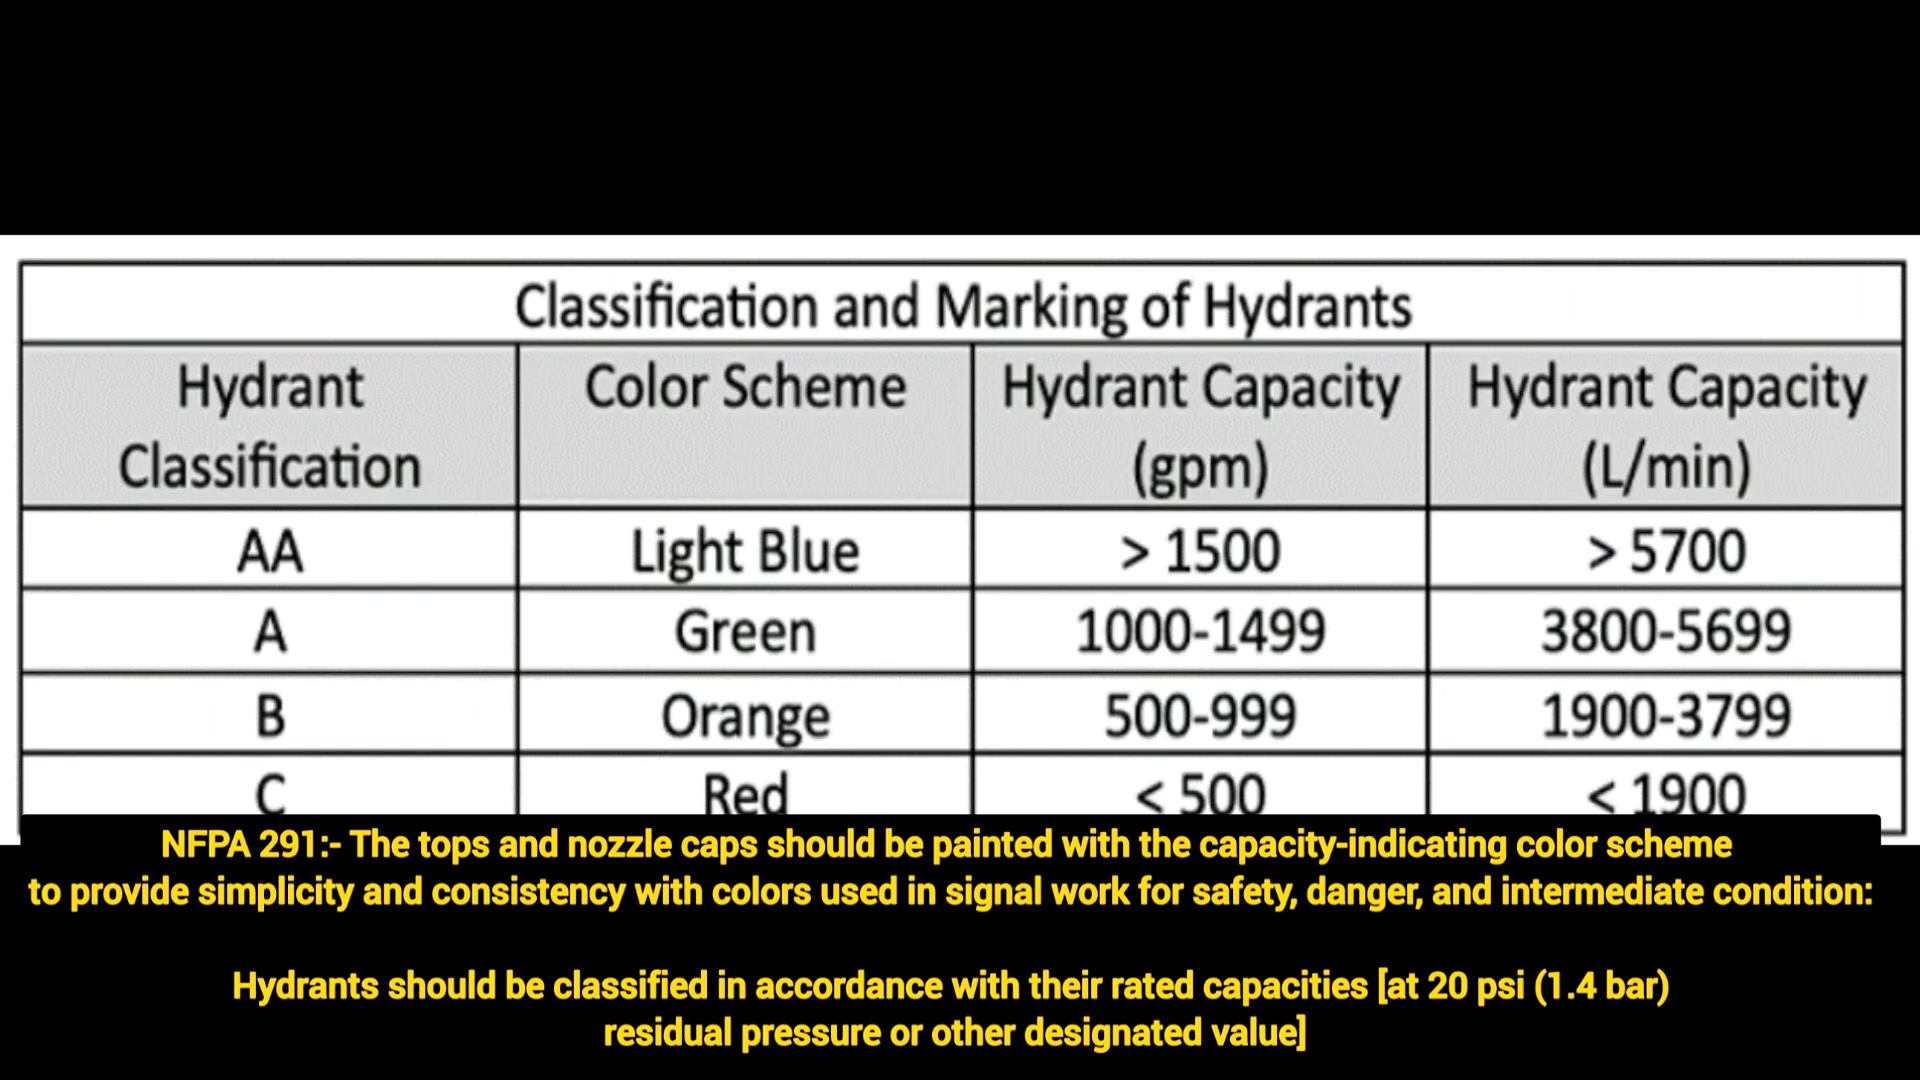 Classification and Marking of Hydrants
Hydrant Classification Color Scheme Hydrant Capacity (gpm) Hydrant Capacity (L/min)
AA Light Blue > 1500 > 5700
A Green 1000-1499 3800-5699
B Orange 500-999 1900-3799
C Red < 500 < 1900
NFPA 291:- The tops and nozzle caps should be painted with the capacity-indicating color scheme
to provide simplicity and consistency with colors used in signal work for safety, danger, and intermediate condition:
Hydrants should be classified in accordance with their rated capacities [at 20 psi (1.4 bar)
residual pressure or other designated value]